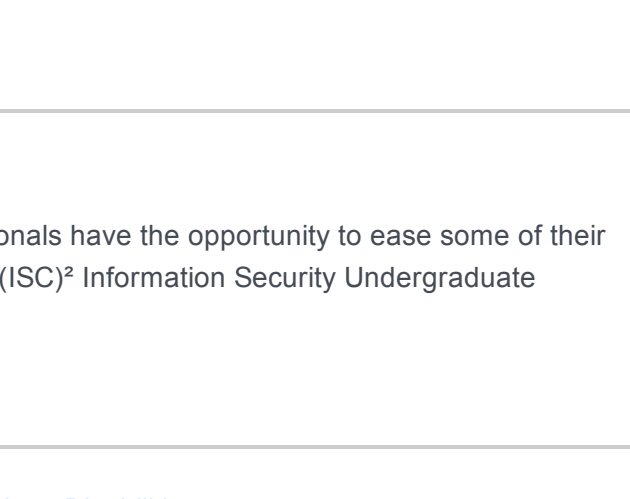 onals have the opportunity to ease some of their
(ISC)² Information Security Undergraduate